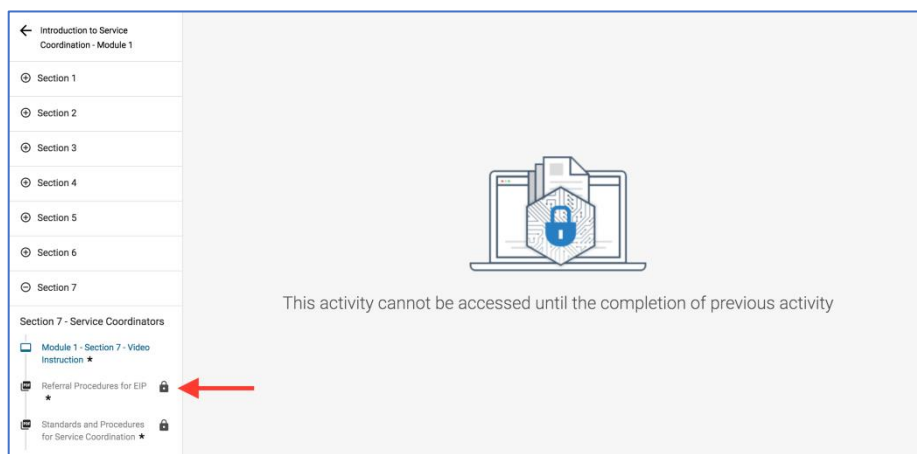 Introduction to Service
Coordination - Module 1
Section 1
Section 2
Section 3
Section 4
Section 5
Section 6
Section 7
Section 7 - Service Coordinators
Module 1 - Section 7 - Video
Instruction ★
Referral Procedures for EIP
★
Standards and Procedures
for Service Coordination ★
This activity cannot be accessed until the completion of previous activity